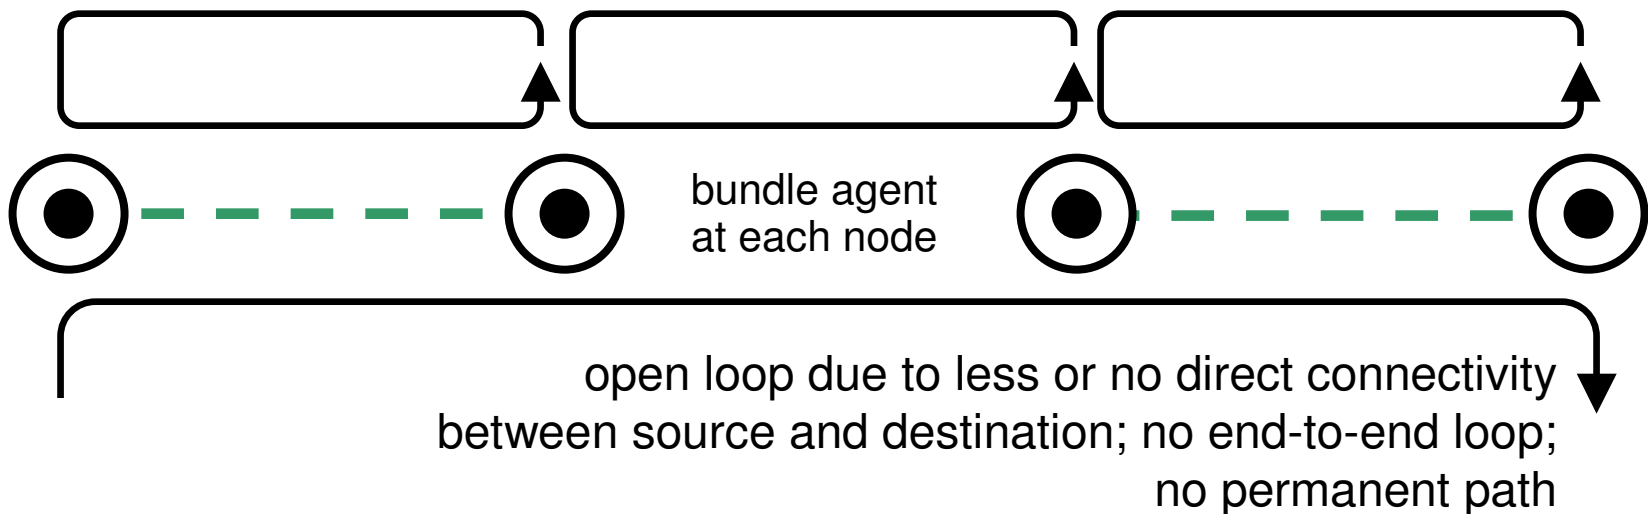 bundle agent
at each node
open loop due to less or no direct connectivity
between source and destination; no end-to-end loop;
no permanent path